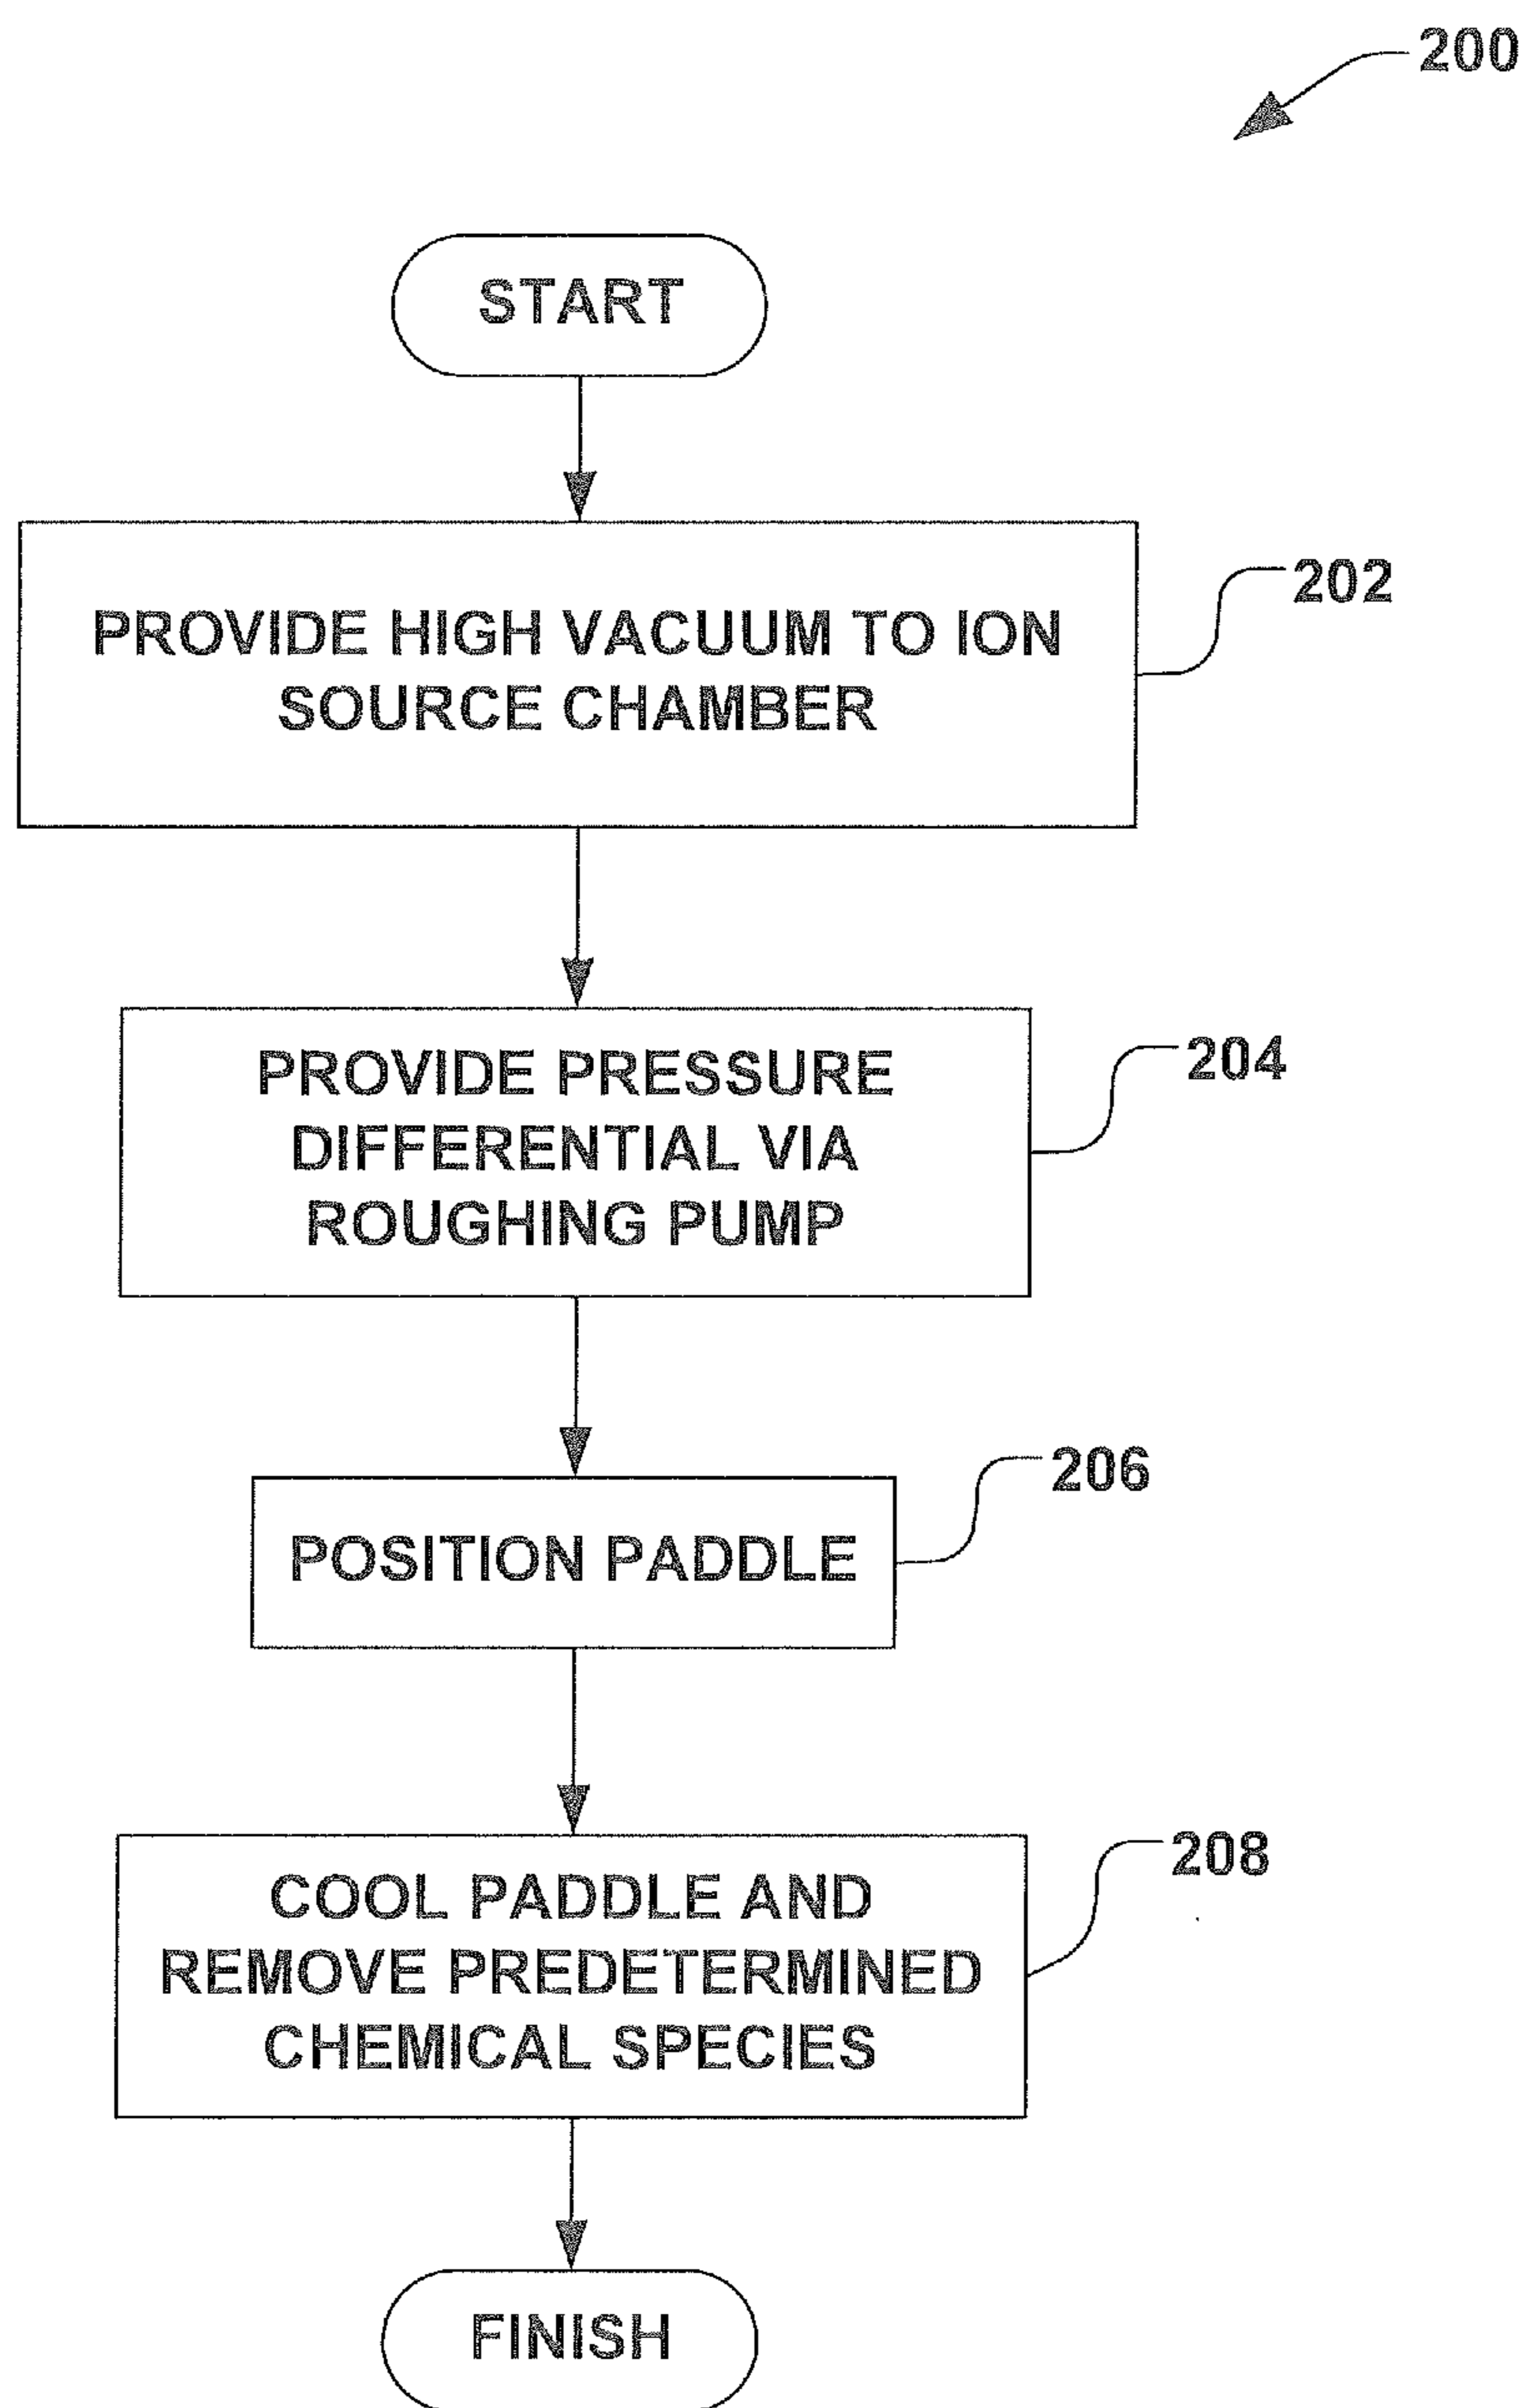 200
START
PROVIDE HIGH VACUUM TO ION
SOURCE CHAMBER
202
PROVIDE PRESSURE
DIFFERENTIAL VIA
ROUGHING PUMP
204
POSITION PADDLE
206
COOL PADDLE AND
REMOVE PREDETERMINED
CHEMICAL SPECIES
208
FINISH